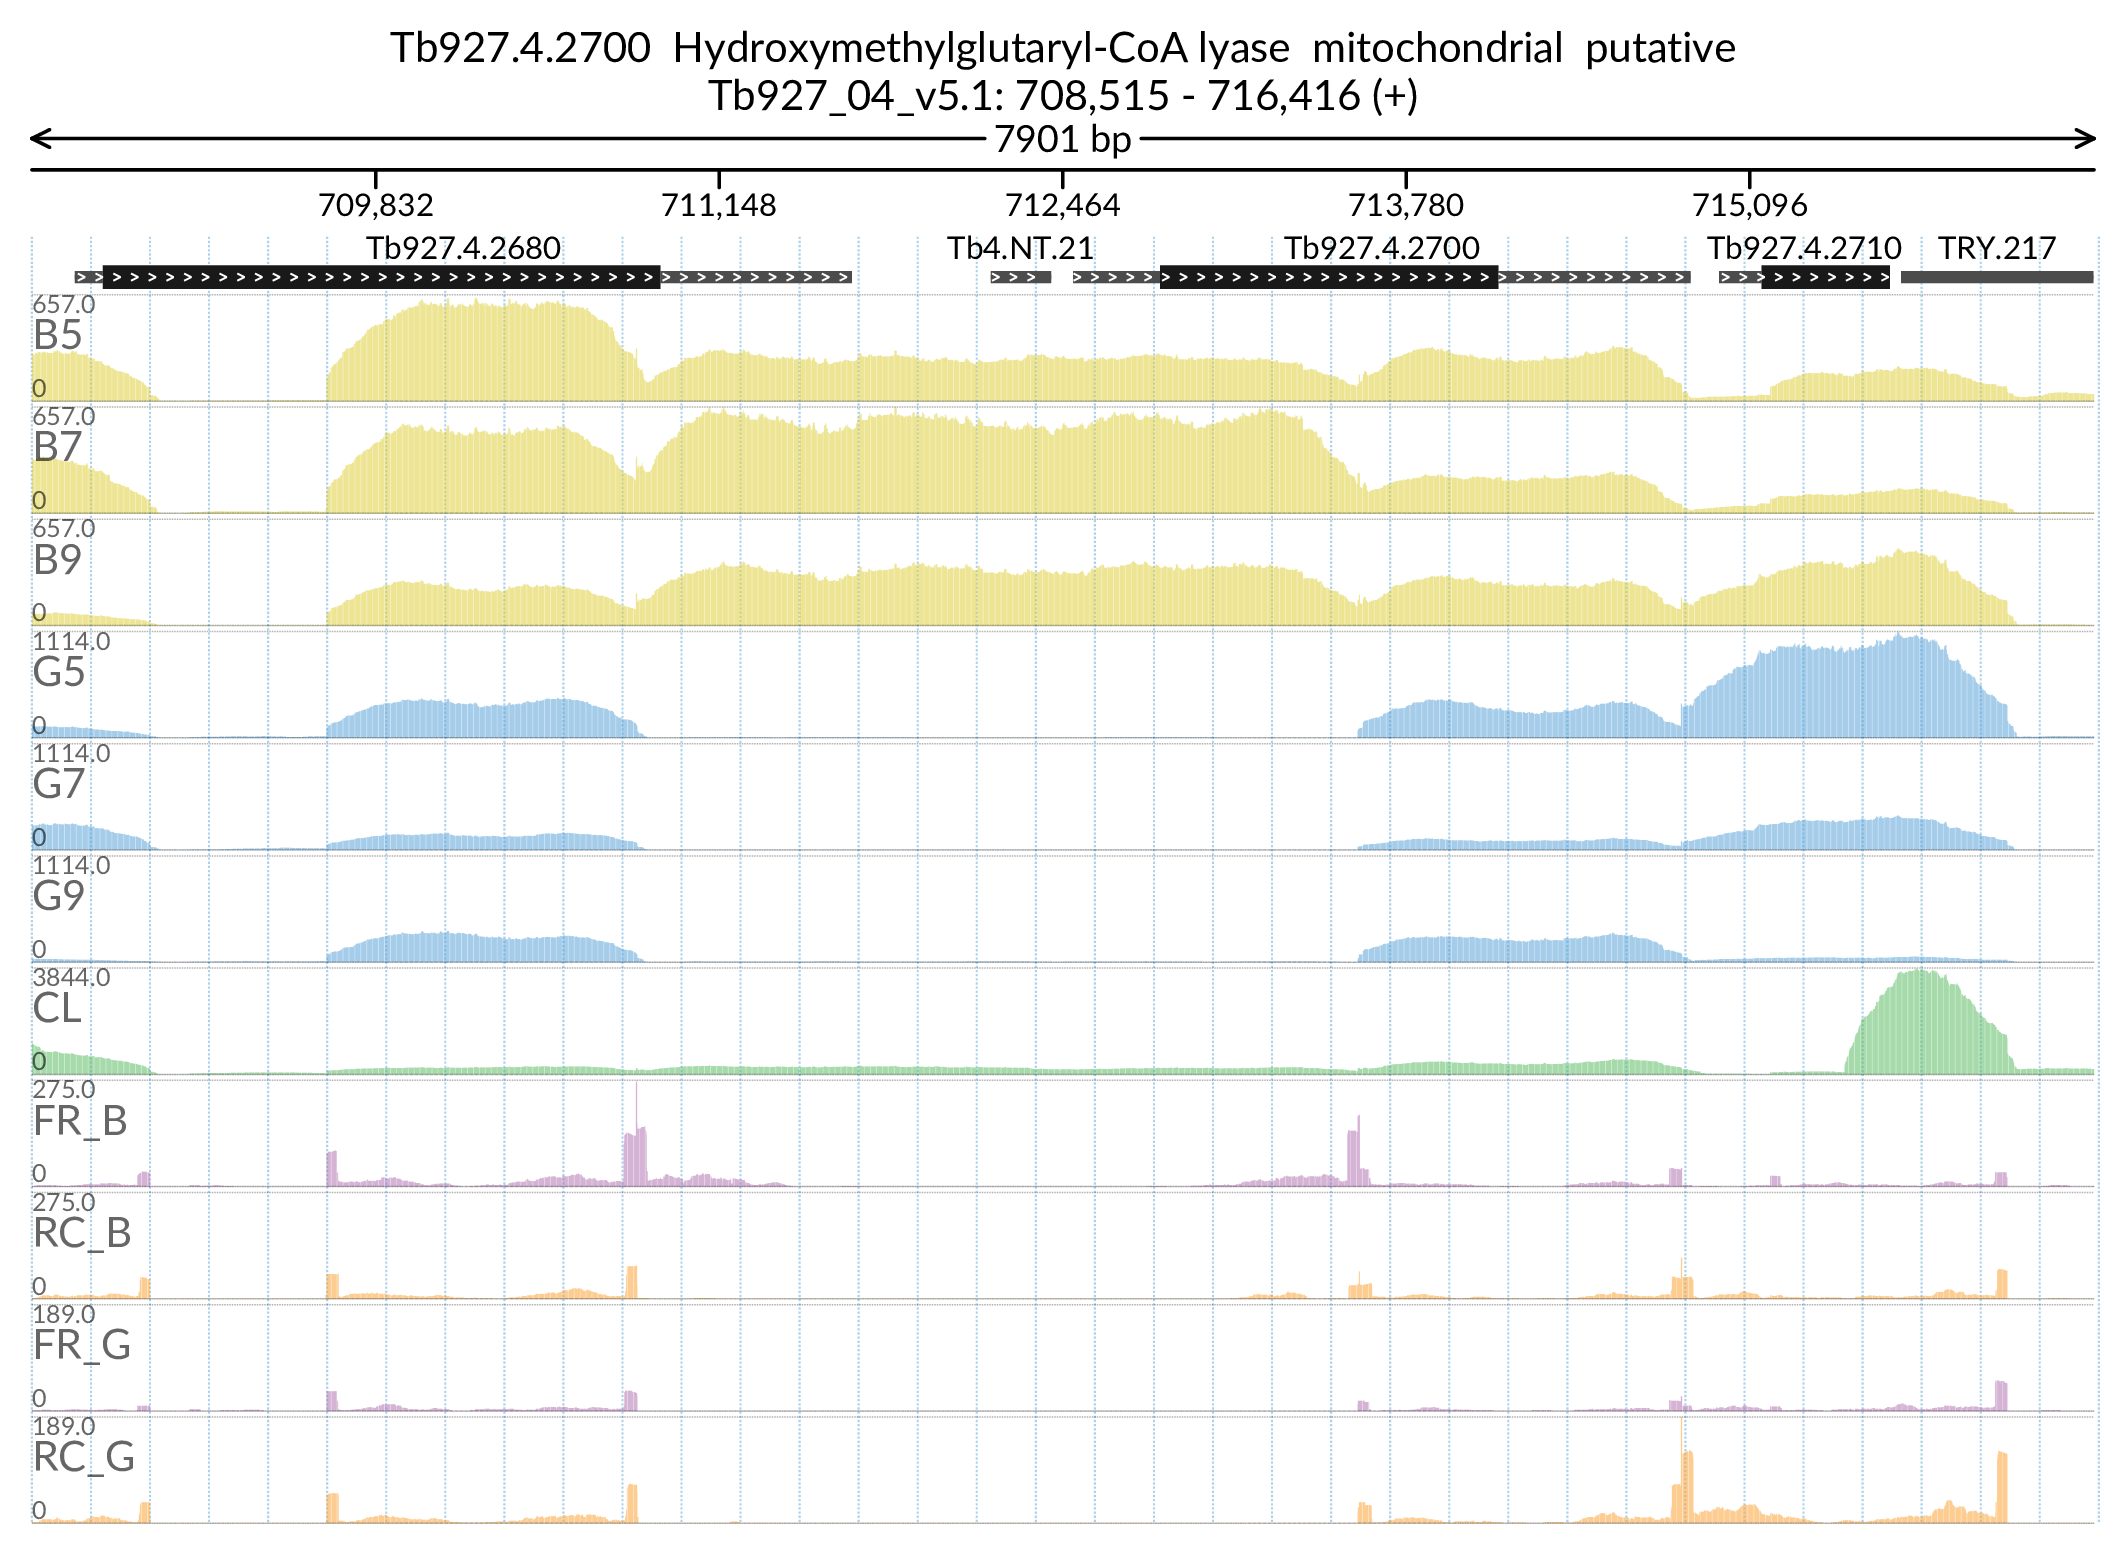 Tb927.4.2700 Hydroxymethylglutaryl-CoA lyase mitochondrial putative
Tb927_04_v5.1: 708,515 - 716,416 (+)
7901 bp
709,832 711,148 712,464 713,780 715,096
Tb927.4.2680 Tb4.NT.21 Tb927.4.2700 Tb927.4.2710 TRY.217
657.0
B5
0
657.0
B7
0
657.0
B9
0
1114.0
G5
0
1114.0
G7
0
1114.0
G9
0
3844.0
CL
0
275.0
FR_B
0
275.0
RC_B
0
189.0
FR_G
0
189.0
RC_G
0